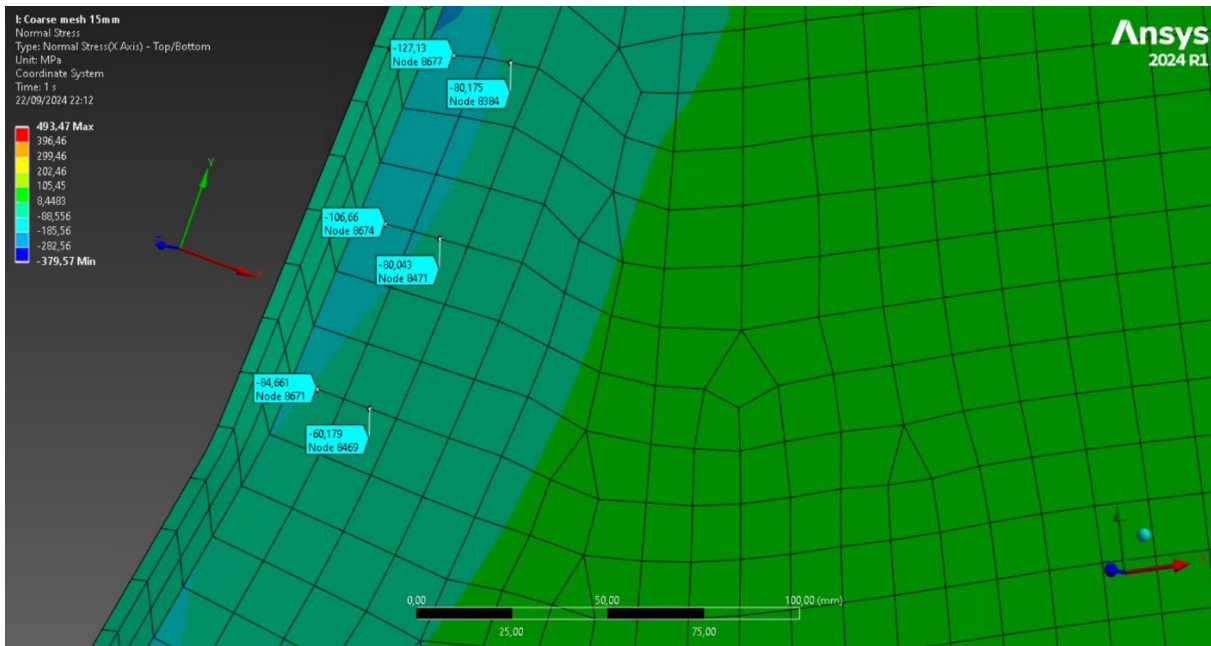 I: Coarse mesh 15mm
Normal Stress
Type: Normal Stress(X Axis) - Top/Bottom
Unit: MPa
Coordinate System
Time: 1 s
22/09/2024 22:12
493,47 Max
396,46
299,46
202,46
105,45
8,4483
-88,556
-185,56
-282,56
-379,57 Min
Y
Z
X
-127,13
Node 8677
-80,175
Node 8384
-106,66
Node 8674
-80,043
Node 8471
-84,661
Node 8671
-60,179
Node 8469
Ansys
2024 R1
0,00
50,00
100,00 (mm)
25,00
75,00